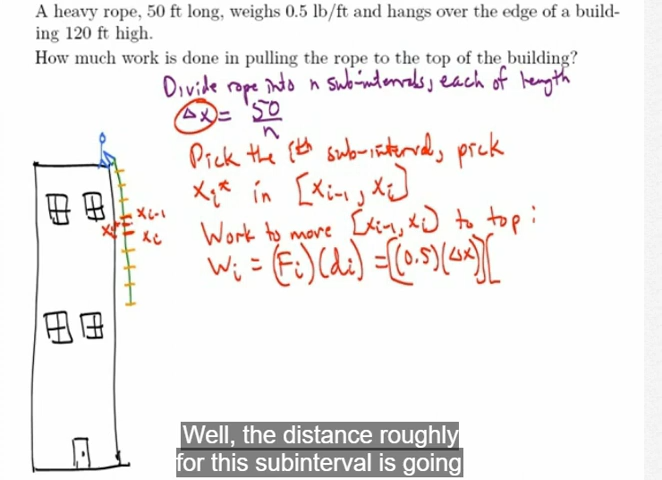 A heavy rope, 50 ft long, weighs 0.5 lb/ft and hangs over the edge of a build-
ing 120 ft high.
How much work is done in pulling the rope to the top of the building?
Divide rope into n sub-intervals, each of length
Δx = 50/n
Pick the ith sub-interval, pick
xᵢ* in [xᵢ₋₁, xᵢ]
xᵢ₋₁
xᵢ* xᵢ
Work to move [xᵢ₋₁, xᵢ] to top:
Wᵢ = (Fᵢ)(dᵢ) = [(0.5)(Δx)][
Well, the distance roughly
for this subinterval is going